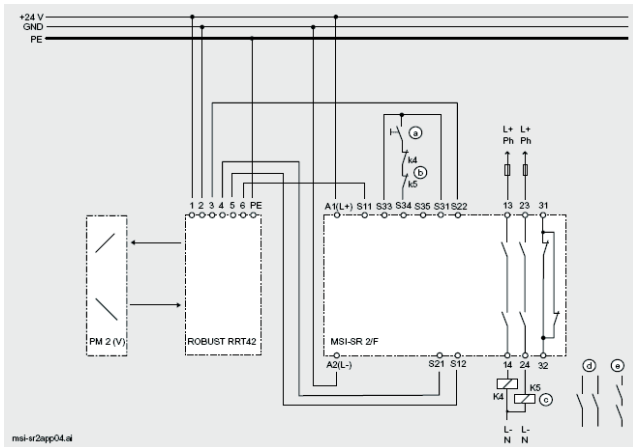 +24 V
GND
PE
L+ L+
Ph Ph
a
k4
b
k5
1 2 3 4 5 6 PE
A1(L+) S11 S33 S34 S35 S31 S22
13 23 31
PM 2 (V)
ROBUST RRT42
MSI-SR 2/F
A2(L-)
S21 S12
14 24 32
K4
K5
c
d
e
L- L-
N N
msi-sr2app04.ai